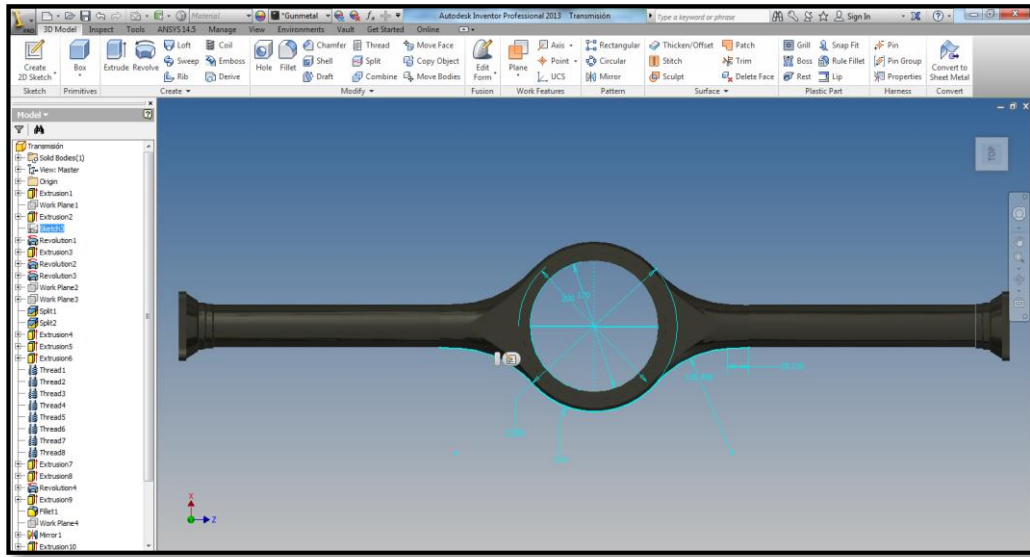 PRO
Material
"Gunmetal
Autodesk Inventor Professional 2013 Transmisión
Type a keyword or phrase
Sign In
3D Model Inspect Tools ANSYS 14.5 Manage View Environments Vault Get Started Online
Create 2D Sketch
Box
Extrude Revolve
Loft
Sweep
Rib
Coil
Emboss
Derive
Hole Fillet
Chamfer
Shell
Draft
Thread
Split
Combine
Move Face
Copy Object
Move Bodies
Edit Form
Plane
Axis
Point
UCS
Rectangular
Circular
Mirror
Thicken/Offset
Stitch
Sculpt
Patch
Trim
Delete Face
Grill
Boss
Rest
Snap Fit
Rule Fillet
Lip
Pin
Pin Group
Properties
Convert to Sheet Metal
Sketch Primitives Create Modify Fusion Work Features Pattern Surface Plastic Part Harness Convert
Model
Transmisión
Solid Bodies(1)
View: Master
Origin
Extrusion1
Work Plane1
Extrusion2
Sketch3
Revolution1
Extrusion3
Revolution2
Revolution3
Work Plane2
Work Plane3
Split1
Split2
Extrusion4
Extrusion5
Extrusion6
Thread1
Thread2
Thread3
Thread4
Thread5
Thread6
Thread7
Thread8
Extrusion7
Extrusion8
Revolution4
Extrusion9
Fillet1
Work Plane4
Mirror1
Extrusion10
TOP
200
170
X
Z